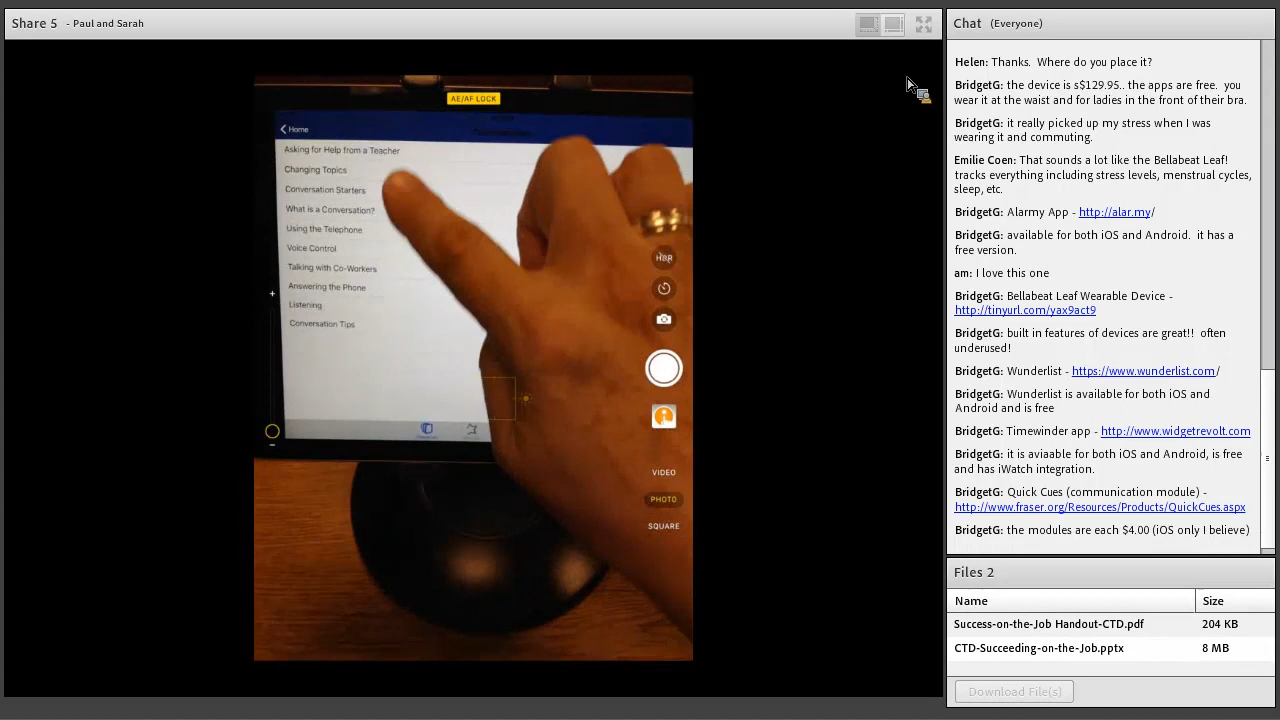 Share 5 - Paul and Sarah
AE/AF LOCK
Home
Asking for Help from a Teacher
Changing Topics
Conversation Starters
What is a Conversation?
Using the Telephone
Voice Control
Talking with Co-Workers
Answering the Phone
Listening
Conversation Tips
HDR
VIDEO
PHOTO
SQUARE
Chat (Everyone)
Helen: Thanks. Where do you place it?
BridgetG: the device is s$129.95.. the apps are free. you
wear it at the waist and for ladies in the middle of their bra.
BridgetG: it really picked up my stress when I was
wearing it and commuting.
Emilie Coen: That sounds a lot like the Belabeat Leaf!
tracks everything including stress levels, menstrual cycles,
sleep, etc.
BridgetG: Alarmy App - http://alar.my/
BridgetG: available for both iOS and Android. it has a
free version.
am: I love this one
BridgetG: Bellabeat Leaf Wearable Device -
http://tinyurl.com/yax9act9
BridgetG: built in features of devices are great!! often
underused!
BridgetG: Wunderlist - https://www.wunderlist.com/
BridgetG: Wunderlist is available for both iOS and
Android and is free
BridgetG: Timewinder app - http://www.widgetrevolt.com
BridgetG: it is aviaable for both iOS and Android, is free
and has iWatch integration
BridgetG: Quick Cues (communication module) -
http://www.fraser.org/Resources/Products/QuickCues.aspx
BridgetG: the modules are each $4.00 (iOS only I believe)
Files 2
Name Size
Success-on-the-Job Handout-CTD.pdf 204 KB
CTD-Succeeding-on-the-Job.pptx 8 MB
Download File(s)